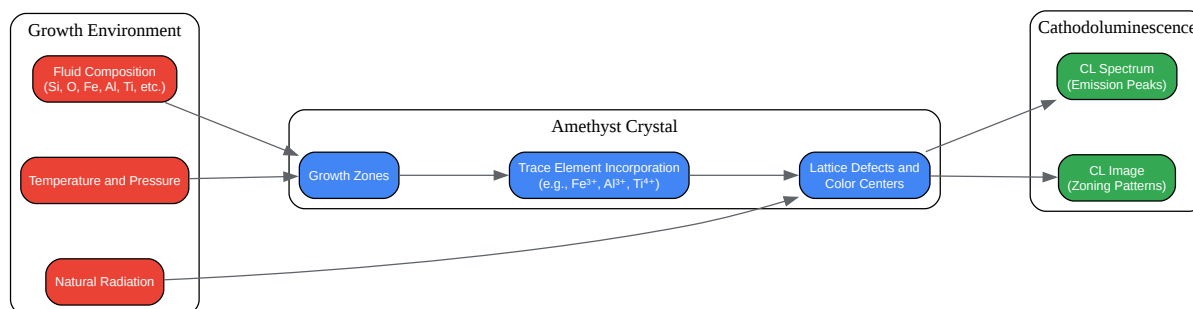 Growth Environment
Fluid Composition
(Si, O, Fe, Al, Ti, etc.)
Temperature and Pressure
Natural Radiation
Amethyst Crystal
Growth Zones
Trace Element Incorporation
(e.g., Fe³⁺, Al³⁺, Ti⁴⁺)
Lattice Defects and
Color Centers
Cathodoluminescence
CL Spectrum
(Emission Peaks)
CL Image
(Zoning Patterns)